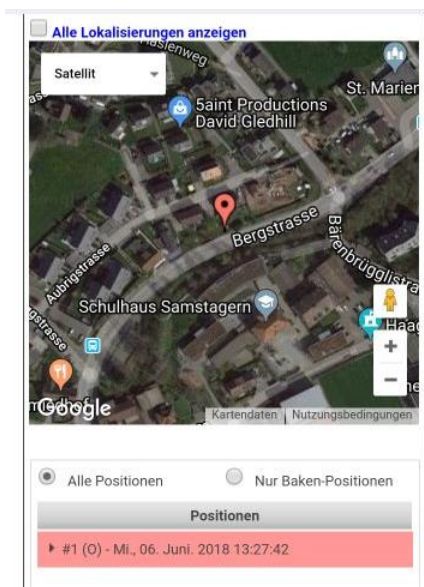 Alle Lokalisierungen anzeigen
Satellit
St. Marien
5aint Productions
David Gledhill
Bergstrasse
Aubrigstrasse
Schulhaus Samstagern
Haag
Google
Kartendaten
Nutzungsbedingungen
Alle Positionen
Nur Baken-Positionen
Positionen
#1 (O) - Mi., 06. Juni. 2018 13:27:42